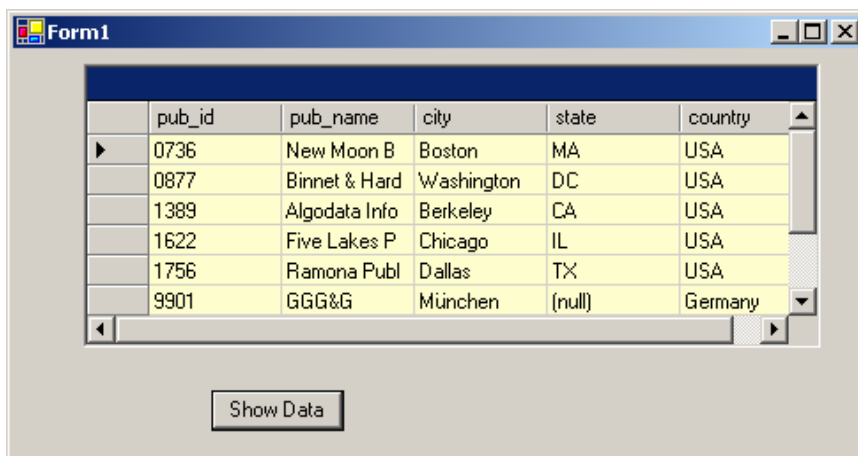 Form1
pub_id pub_name city state country
0736 New Moon B Boston MA USA
0877 Binnet & Hard Washington DC USA
1389 Algodata Info Berkeley CA USA
1622 Five Lakes P Chicago IL USA
1756 Ramona Publ Dallas TX USA
9901 GGG&G München (null) Germany
Show Data